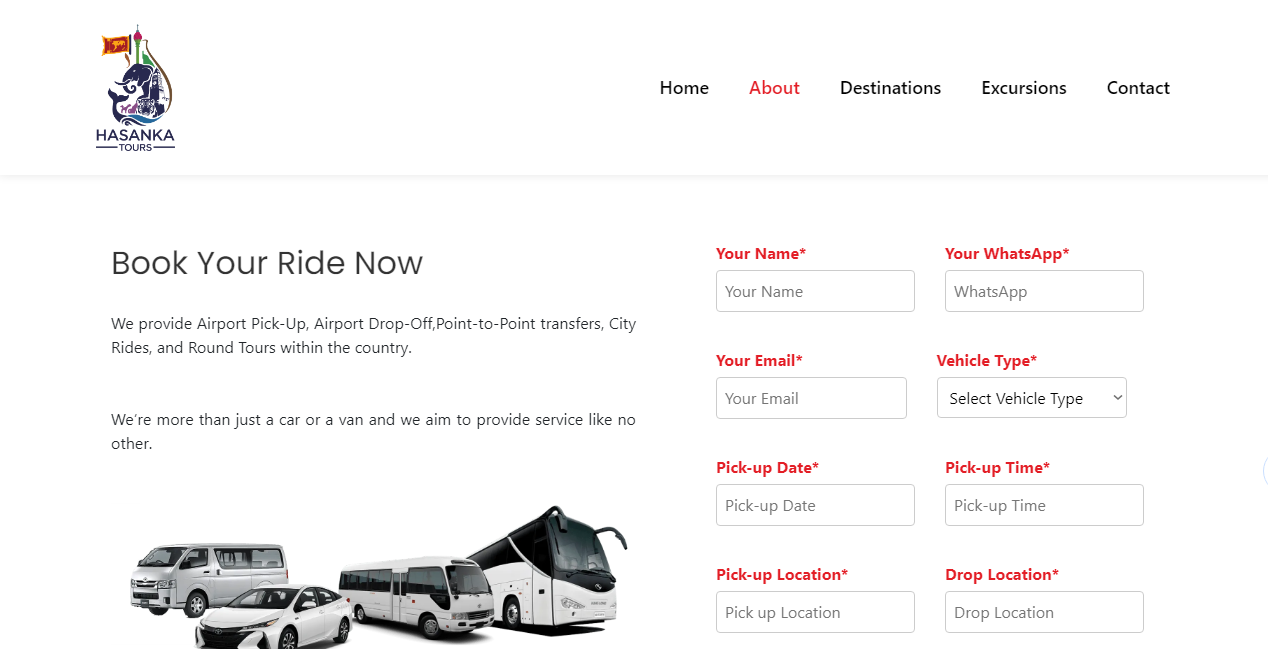 HASANKA
TOURS
Home
About
Destinations
Excursions
Contact
Book Your Ride Now
We provide Airport Pick-Up, Airport Drop-Off,Point-to-Point transfers, City
Rides, and Round Tours within the country.
We're more than just a car or a van and we aim to provide service like no
other.
Your Name*
Your WhatsApp*
Your Name
WhatsApp
Your Email*
Vehicle Type*
Your Email
Select Vehicle Type
Pick-up Date*
Pick-up Time*
Pick-up Date
Pick-up Time
Pick-up Location*
Drop Location*
Pick up Location
Drop Location